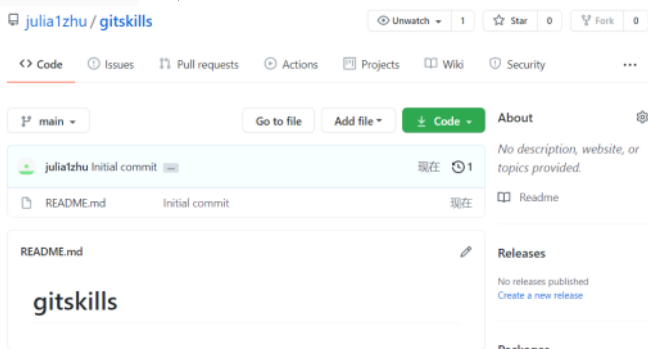 julia1zhu / gitskills
Unwatch 1 Star 0 Fork 0
Code Issues Pull requests Actions Projects Wiki Security ...
main Go to file Add file Code
julia1zhu Initial commit ... 现在 1
README.md Initial commit 现在
README.md
gitskills
About
No description, website, or
topics provided.
Readme
Releases
No releases published
Create a new release
Packages